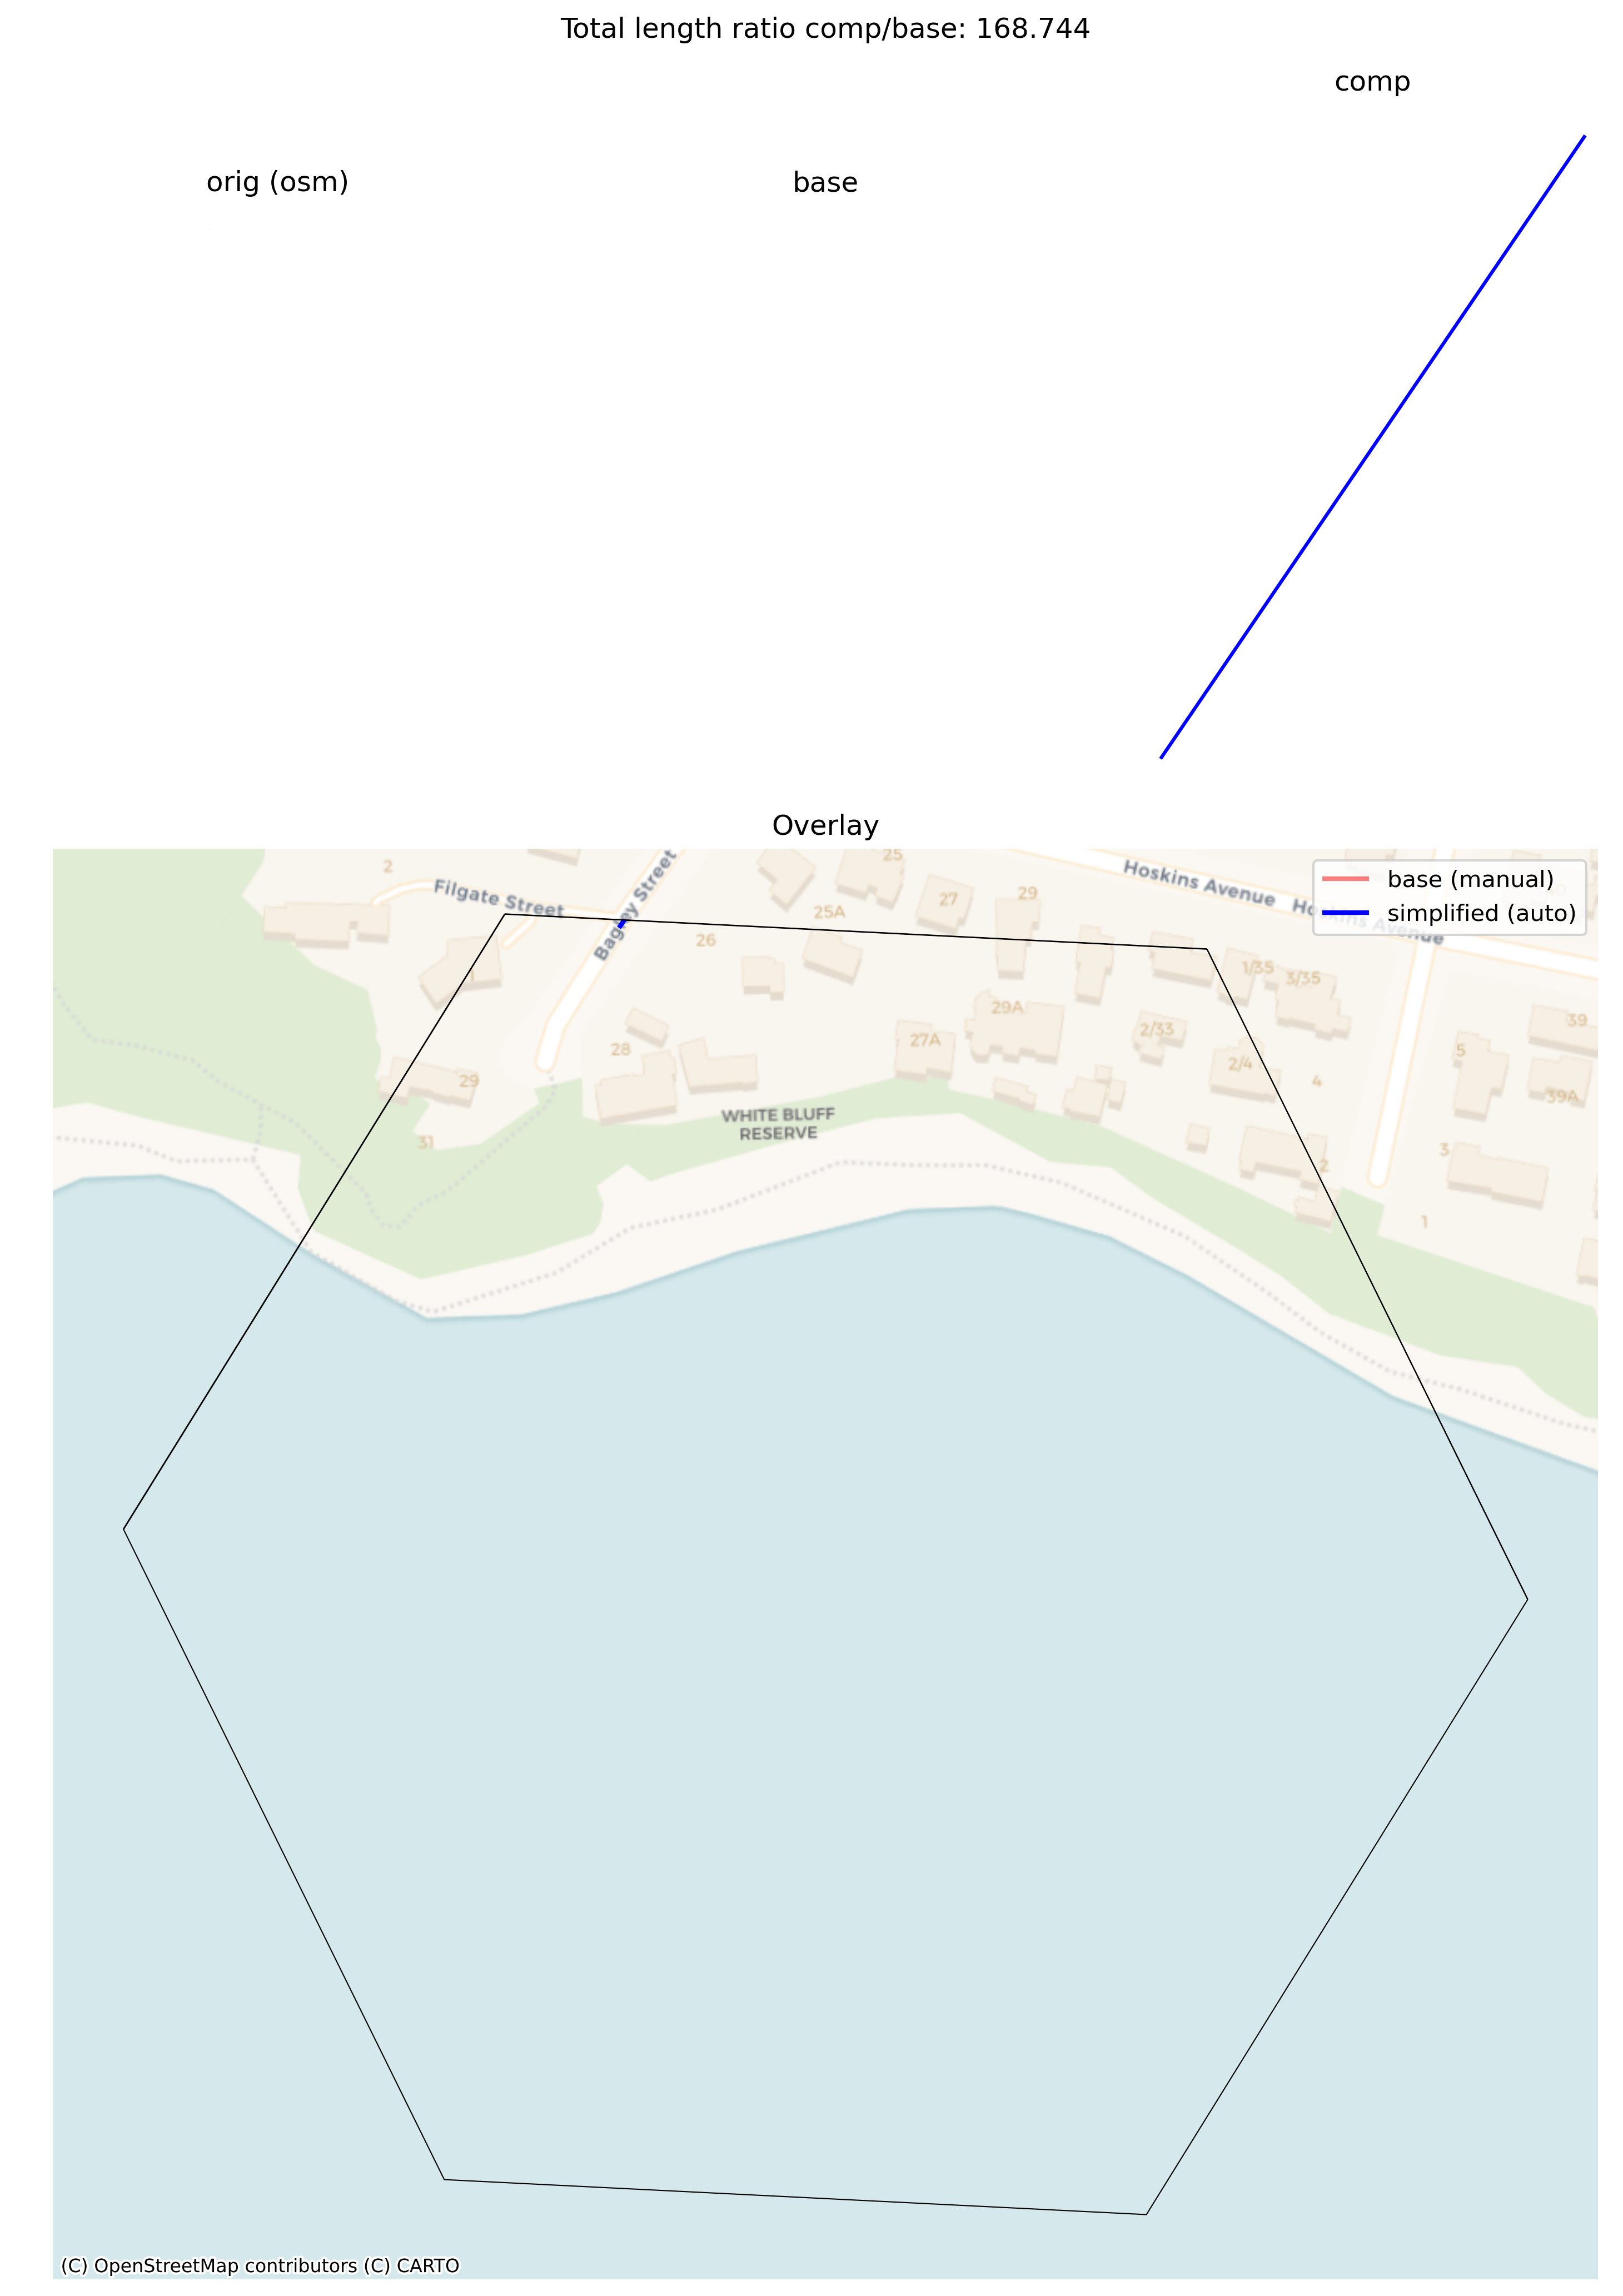 Total length ratio comp/base: 168.744
comp
orig (osm)
base
Overlay
base (manual)
simplified (auto)
Filgate Street
Bagley Street
Hoskins Avenue
Hoskins Avenue
2
25
25A
27
29
26
1
1/35
3/35
29A
39
28
27A
2/33
2/4
5
4
29
39A
31
WHITE BLUFF
RESERVE
2
3
1
(C) OpenStreetMap contributors (C) CARTO